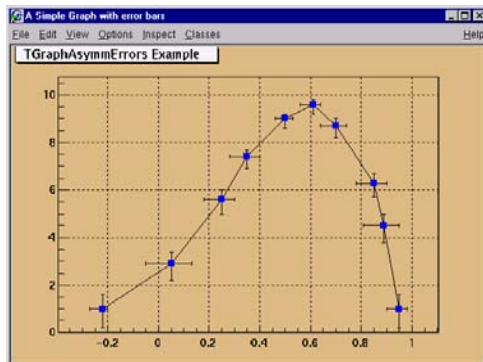 A Simple Graph with error bars
File Edit View Options Inspect Classes Help
TGraphAsymmErrors Example
10
8
6
4
2
0
-0.2 0 0.2 0.4 0.6 0.8 1